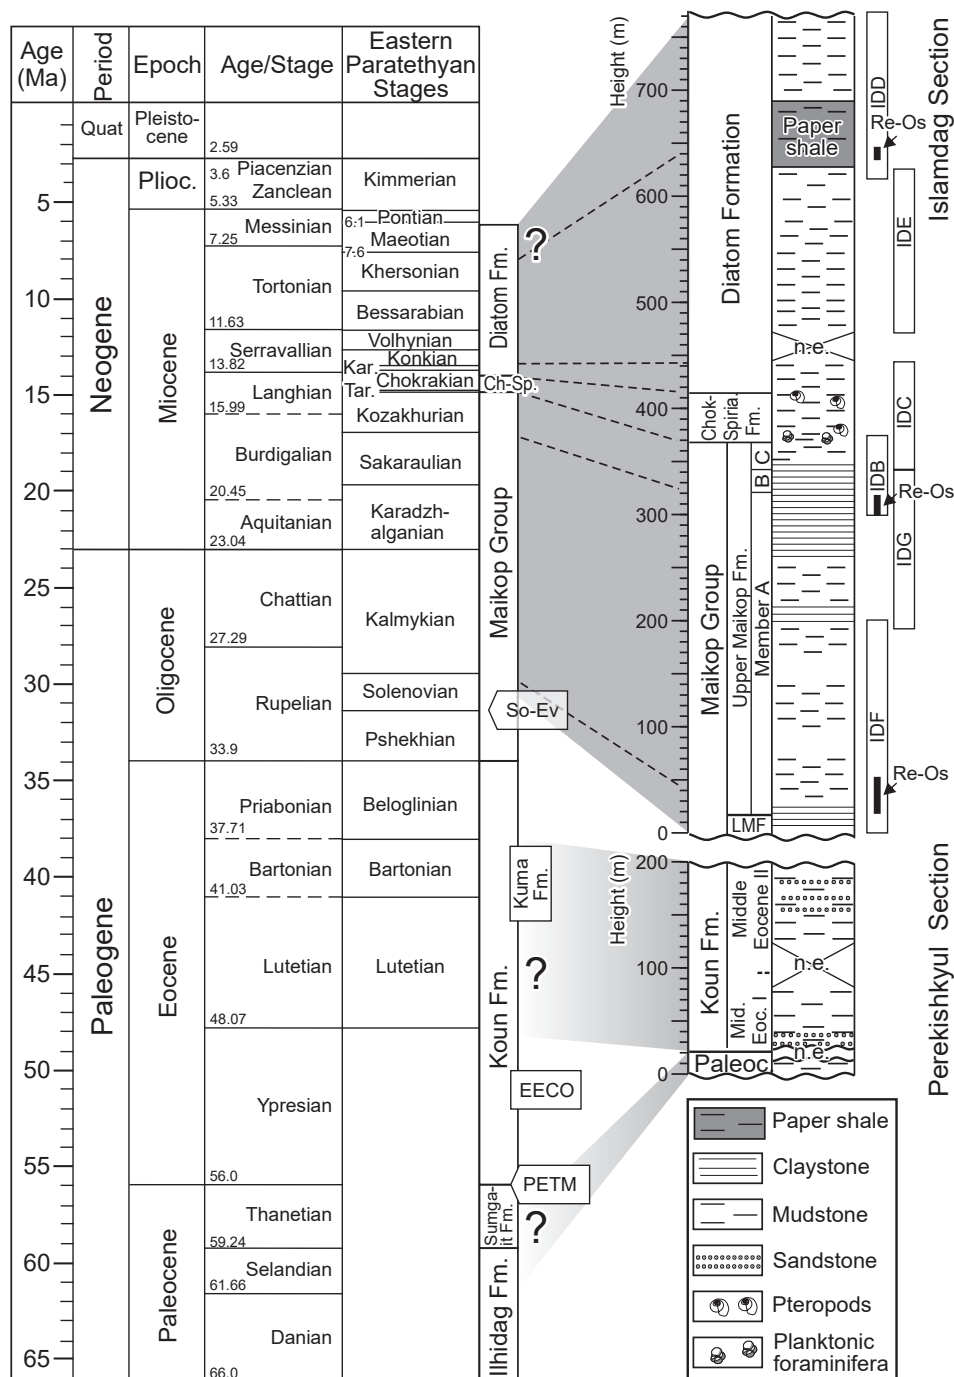 Age
(Ma)
Period
Epoch
Age/Stage
Eastern
Paratethyan
Stages
5
10
15
20
25
30
35
40
45
50
55
60
65
Quat
Neogene
Paleogene
Pleisto-
cene
Plioc.
Miocene
Oligocene
Eocene
Paleocene
2.59
3.6 Piacenzian
Zanclean
5.33
Messinian
7.25
Tortonian
11.63
Serravallian
13.82
Langhian
15.99
Burdigalian
20.45
Aquitanian
23.04
Chattian
27.29
Rupelian
33.9
Priabonian
37.71
Bartonian
41.03
Lutetian
48.07
Ypresian
56.0
Thanetian
59.24
Selandian
61.66
Danian
66.0
Kimmerian
6.1 Pontian
Maeotian
7.6
Khersonian
Bessarabian
Volhynian
Konkian
Kar.
Chokrakian
Tar.
Kozakhurian
Sakaraulian
Karadzh-
alganian
Kalmykian
Solenovian
Pshekhian
Beloglinian
Bartonian
Lutetian
Diatom Fm.
?
Ch-Sp.
Maikop Group
So-Ev
Kuma
Fm.
?
Koun Fm.
EECO
PETM
Sumga-
it Fm.
?
Ilhidag Fm.
Height (m)
700
600
500
400
300
200
100
0
Diatom Formation
Chok-
Spiria.
Fm.
Maikop Group
Upper Maikop Fm.
Member A
B
C
LMF
Paper
shale
n.e.
IDD
Re-Os
IDE
IDC
IDB
Re-Os
IDG
IDF
Re-Os
Islamdag Section
Height (m)
200
100
0
Koun Fm.
Middle
Eocene II
Mid.
Eoc. I
Paleoc.
n.e.
n.e.
Perekishkyul Section
Paper shale
Claystone
Mudstone
Sandstone
Pteropods
Planktonic
foraminifera